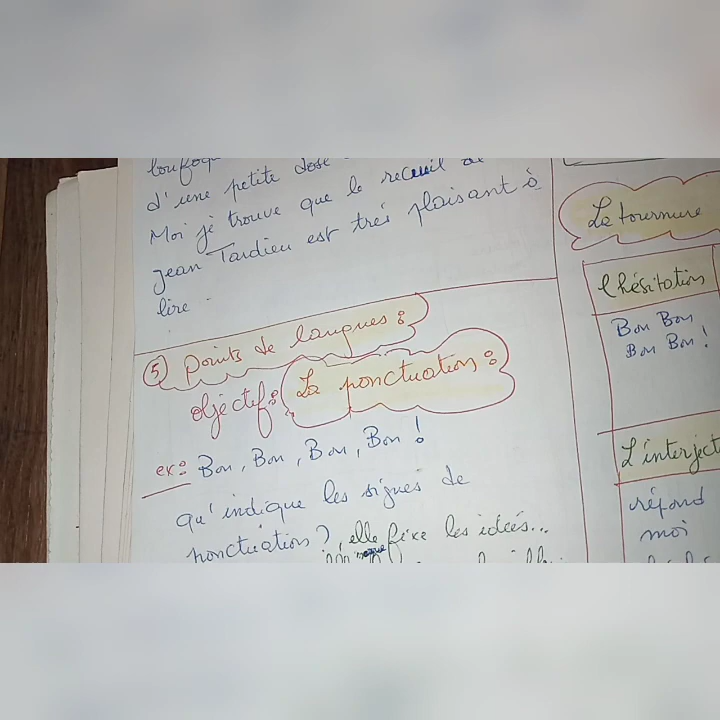 d'une petite dose
Moi je trouve que le recueil de
Jean Tardieu est trés plaisant à
lire.
⑤ points de langues :
objectif : La ponctuation :
ex : Bon, Bon, Bon, Bon !
qu'indique les signes de
ponctuation ? elle fixe les idées...
La tournure
l'hésitation
Bon Bon
Bon Bon !
L'interject
répond
moi